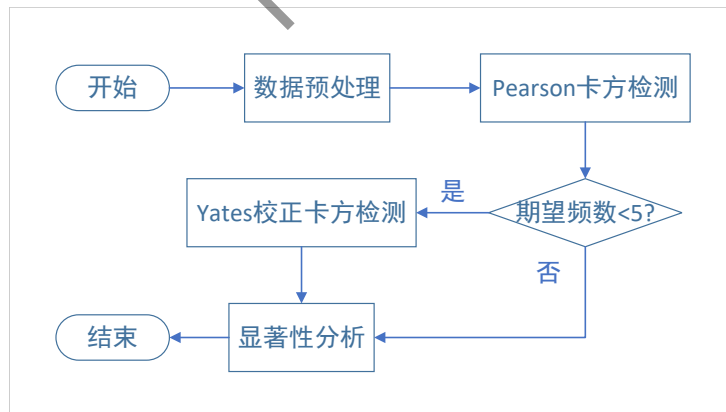 开始
数据预处理
Pearson卡方检测
期望频数<5?
是
Yates校正卡方检测
否
显著性分析
结束